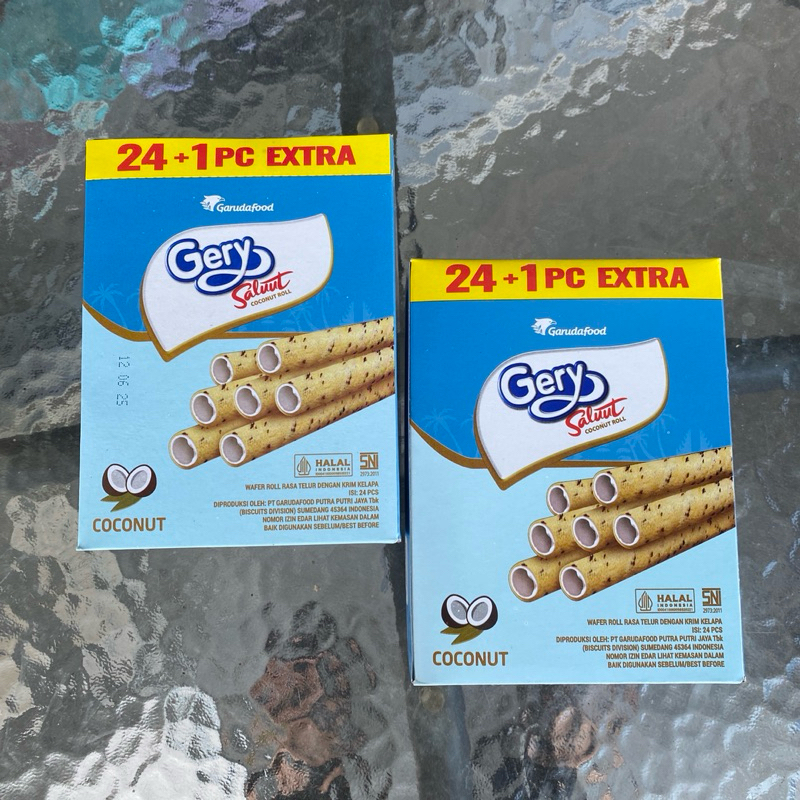 24 +1 PC EXTRA
Garudafood
Gery
Saluut
COCONUT ROLL
12 06 25
HALAL
INDONESIA
SNI
2973:2011
WAFER ROLL RASA TELUR DENGAN KRIM KELAPA
ISI: 24 PCS
DIPRODUKSI OLEH: PT GARUDAFOOD PUTRA PUTRI JAYA Tbk
(BISCUITS DIVISION) SUMEDANG 45364 INDONESIA
NOMOR IZIN EDAR LIHAT KEMASAN DALAM
BAIK DIGUNAKAN SEBELUM/BEST BEFORE
COCONUT
24 +1 PC EXTRA
Garudafood
Gery
Saluut
COCONUT ROLL
HALAL
INDONESIA
SNI
2973:2011
WAFER ROLL RASA TELUR DENGAN KRIM KELAPA
ISI: 24 PCS
DIPRODUKSI OLEH: PT GARUDAFOOD PUTRA PUTRI JAYA Tbk
(BISCUITS DIVISION) SUMEDANG 45364 INDONESIA
NOMOR IZIN EDAR LIHAT KEMASAN DALAM
BAIK DIGUNAKAN SEBELUM/BEST BEFORE
COCONUT